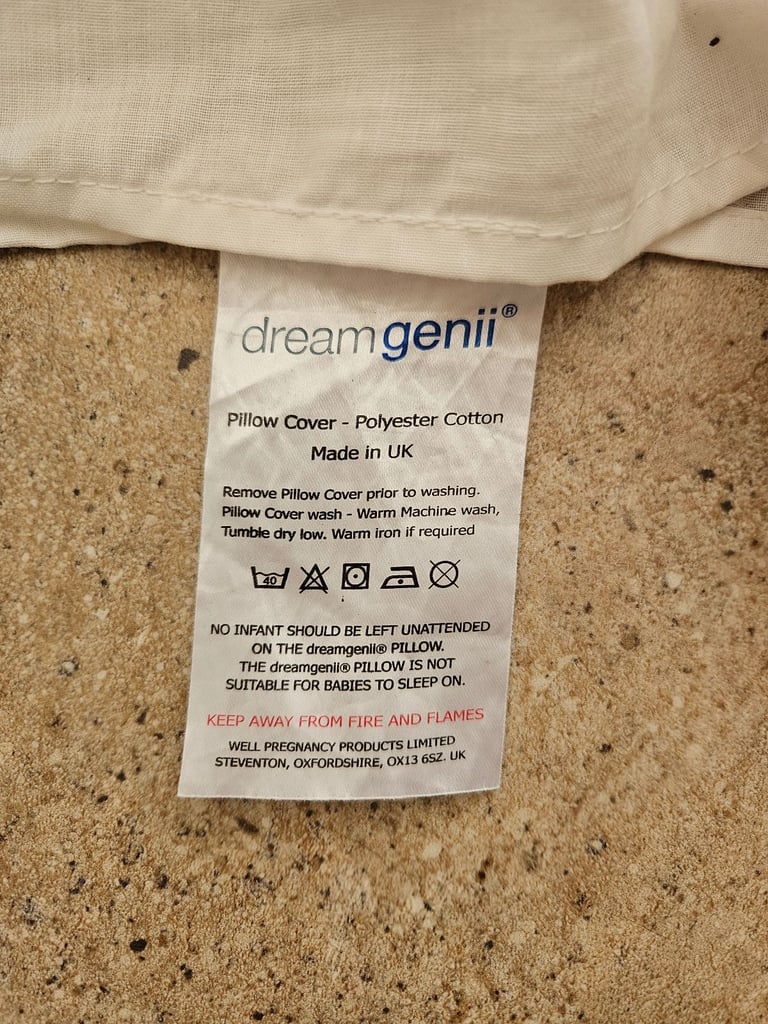 dreamgenii®
Pillow Cover - Polyester Cotton
Made in UK
Remove Pillow Cover prior to washing.
Pillow Cover wash - Warm Machine wash,
Tumble dry low. Warm iron if required
40
NO INFANT SHOULD BE LEFT UNATTENDED
ON THE dreamgenii® PILLOW.
THE dreamgenii® PILLOW IS NOT
SUITABLE FOR BABIES TO SLEEP ON.
KEEP AWAY FROM FIRE AND FLAMES
WELL PREGNANCY PRODUCTS LIMITED
STEVENTON, OXFORDSHIRE, OX13 6SZ. UK